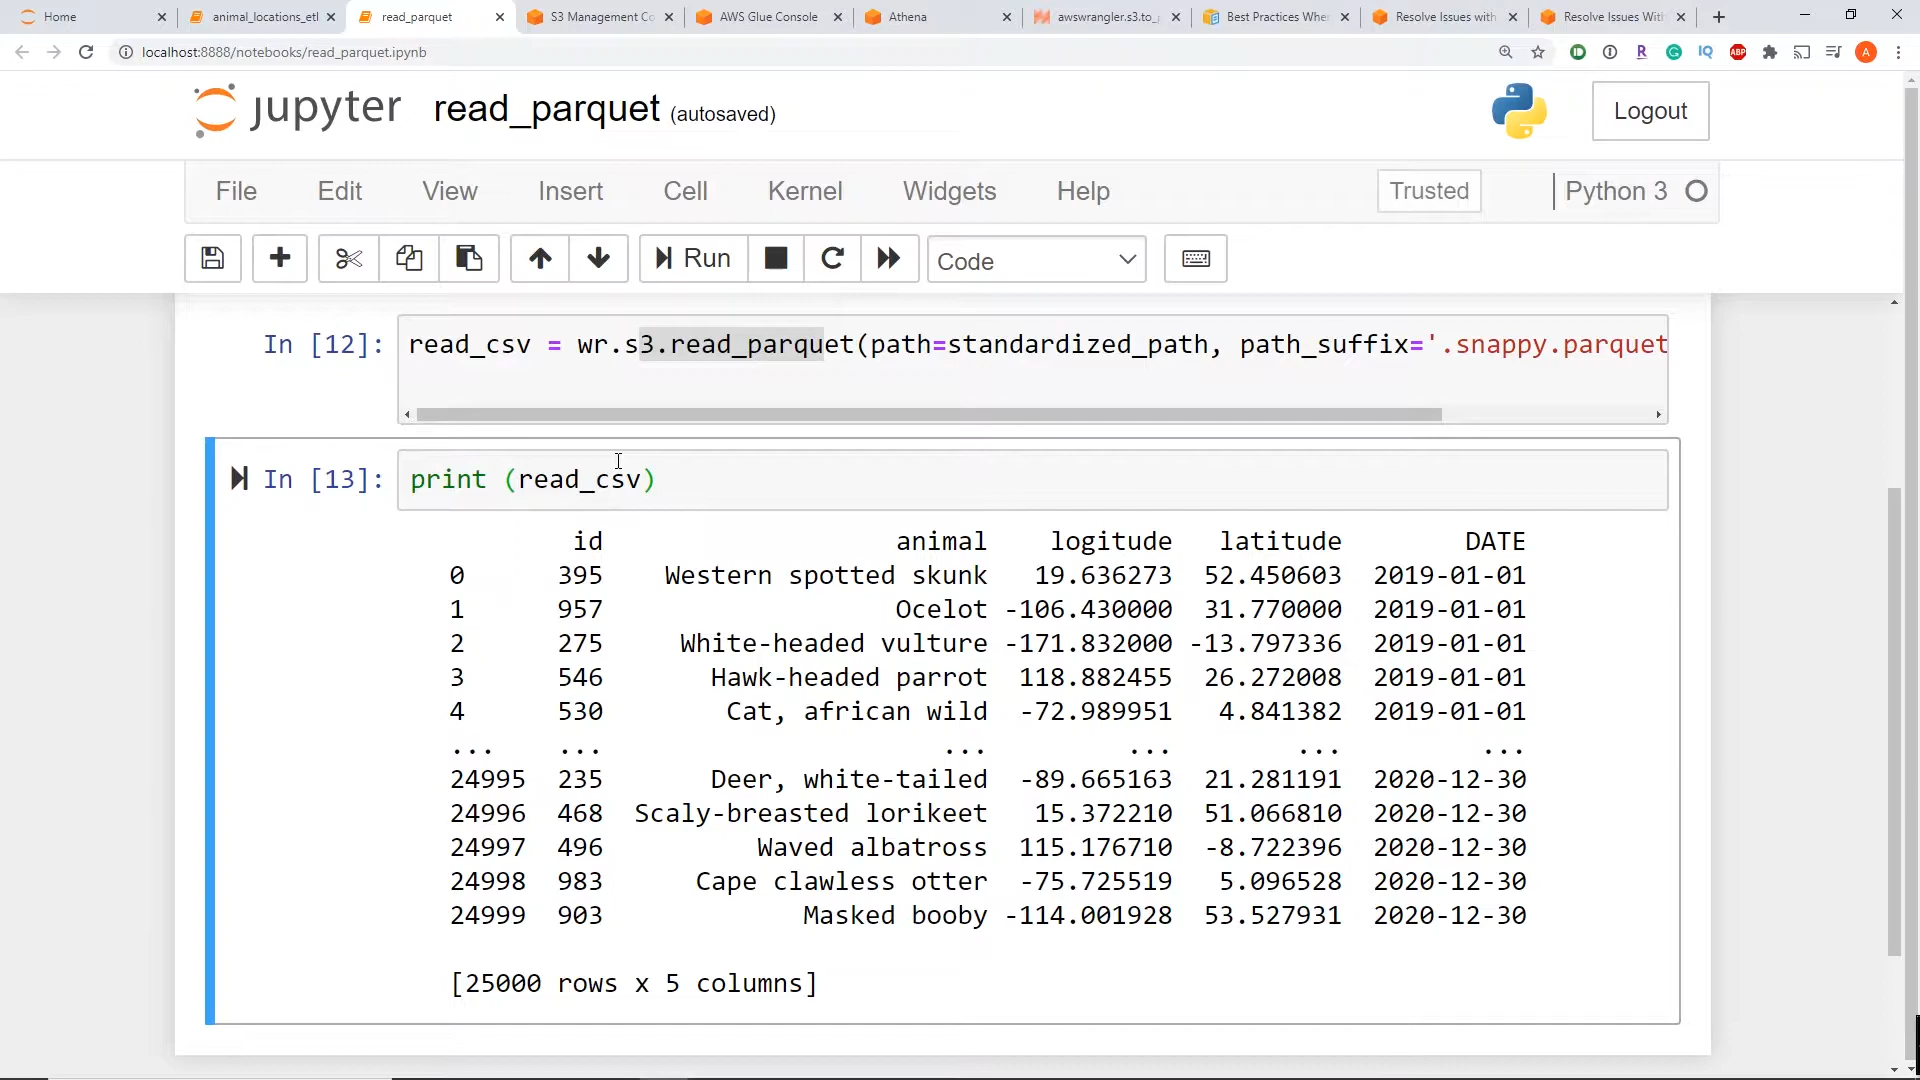 Home
animal_locations_etl
read_parquet
S3 Management Co
AWS Glue Console
Athena
awswrangler.s3.to_
Best Practices Whe
Resolve Issues with
Resolve Issues Wit
localhost:8888/notebooks/read_parquet.ipynb
R
IQ
ABP
A
jupyter read_parquet (autosaved)
Logout
File Edit View Insert Cell Kernel Widgets Help Trusted Python 3
Run Code
In [12]: read_csv = wr.s3.read_parquet(path=standardized_path, path_suffix='.snappy.parquet
In [13]: print (read_csv)
id animal logitude latitude DATE
0 395 Western spotted skunk 19.636273 52.450603 2019-01-01
1 957 Ocelot -106.430000 31.770000 2019-01-01
2 275 White-headed vulture -171.832000 -13.797336 2019-01-01
3 546 Hawk-headed parrot 118.882455 26.272008 2019-01-01
4 530 Cat, african wild -72.989951 4.841382 2019-01-01
... ... ... ... ... ...
24995 235 Deer, white-tailed -89.665163 21.281191 2020-12-30
24996 468 Scaly-breasted lorikeet 15.372210 51.066810 2020-12-30
24997 496 Waved albatross 115.176710 -8.722396 2020-12-30
24998 983 Cape clawless otter -75.725519 5.096528 2020-12-30
24999 903 Masked booby -114.001928 53.527931 2020-12-30
[25000 rows x 5 columns]